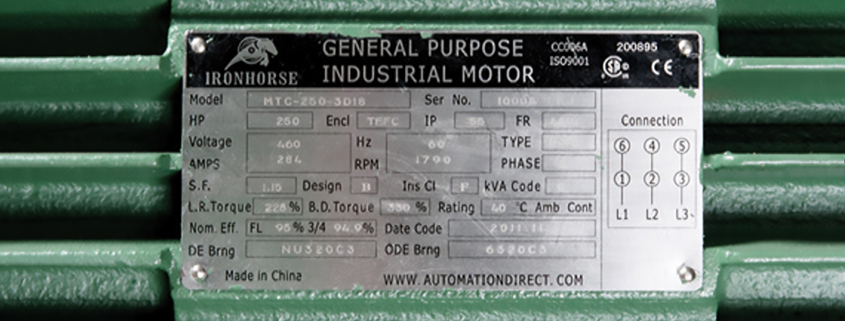 IRONHORSE
GENERAL PURPOSE
INDUSTRIAL MOTOR
CC006A 200895
ISO9001 CE
Model MTC-250-3D18 Ser No.
HP 250 Encl TEFC IP 55 FR
Voltage 460 Hz 60 TYPE
AMPS 284 RPM 1790 PHASE
S.F. 1.15 Design B Ins Cl F kVA Code
L.R.Torque % B.D.Torque % Rating 40 °C Amb Cont
Nom. Eff. FL 95 % 3/4 94.9 % Date Code
DE Brng NU320C3 ODE Brng 6320C3
Made in China WWW. AUTOMATIONDIRECT. COM
Connection
6 4 5
1 2 3
L1 L2 L3